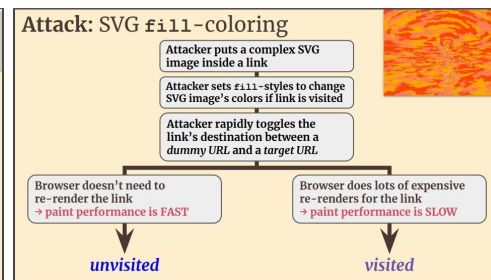 Attack: SVG fill-coloring
Attacker puts a complex SVG
image inside a link
Attacker sets fill-styles to change
SVG image's colors if link is visited
Attacker rapidly toggles the
link's destination between a
dummy URL and a target URL
Browser doesn't need to
re-render the link
→ paint performance is FAST
unvisited
Browser does lots of expensive
re-renders for the link
→ paint performance is SLOW
visited